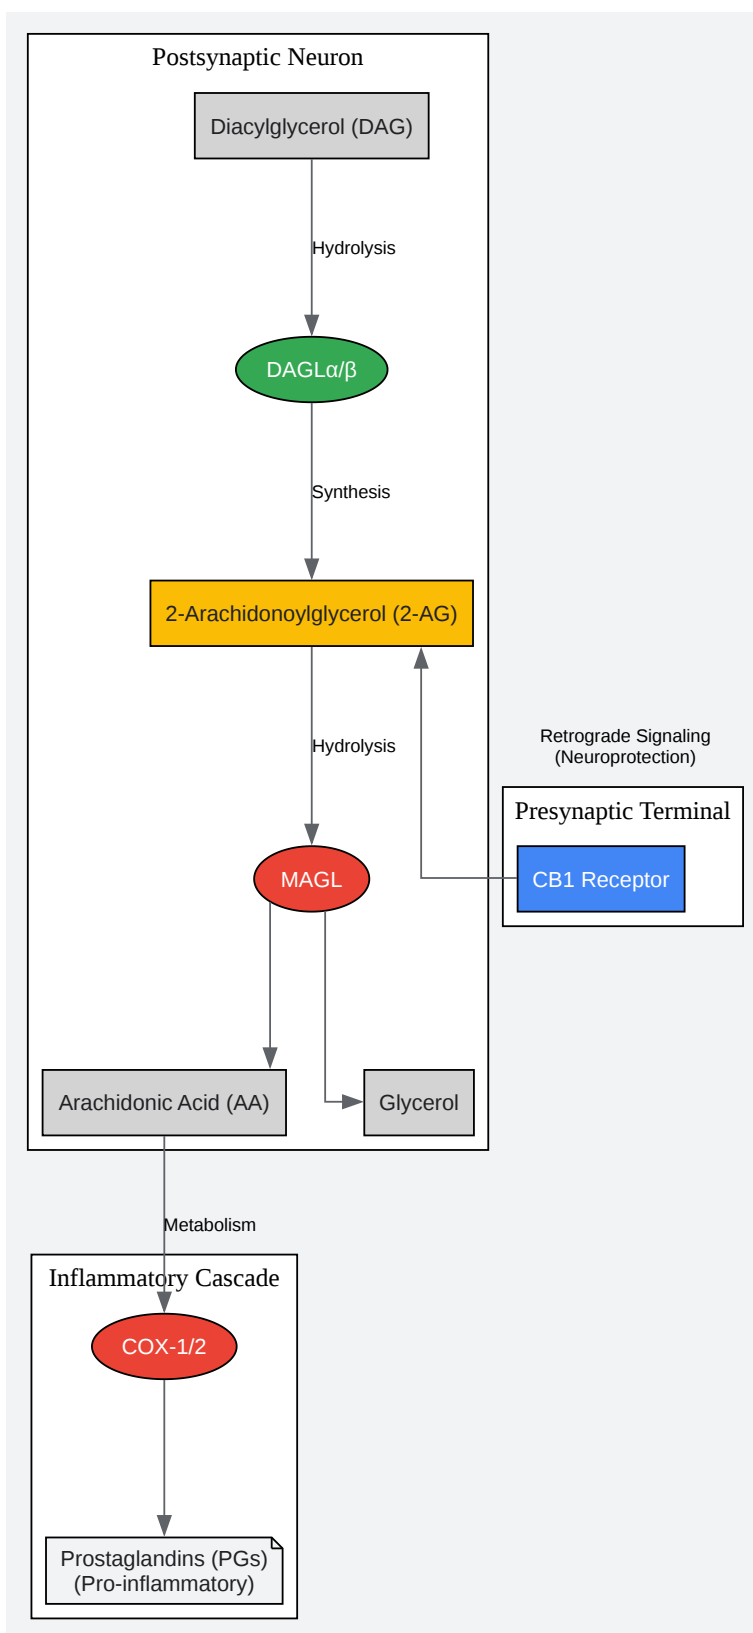 Postsynaptic Neuron
Diacylglycerol (DAG)
Hydrolysis
DAGLα/β
Synthesis
2-Arachidonoylglycerol (2-AG)
Hydrolysis
Retrograde Signaling
(Neuroprotection)
Presynaptic Terminal
MAGL
CB1 Receptor
Arachidonic Acid (AA)
Glycerol
Metabolism
Inflammatory Cascade
COX-1/2
Prostaglandins (PGs)
(Pro-inflammatory)